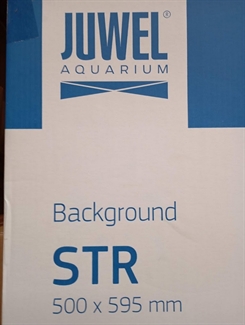 JUWEL®
AQUARIUM
Background
STR
500 x 595 mm